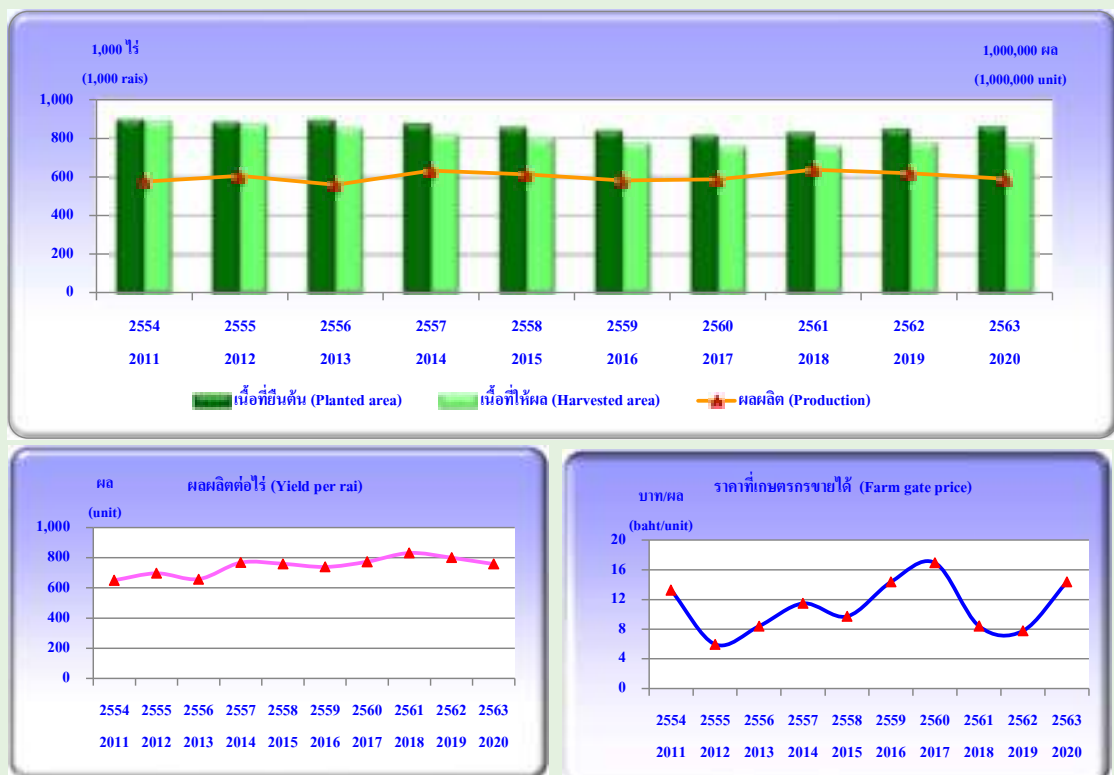 1,000 ไร่
(1,000 rais)
1,000,000 ผล
(1,000,000 unit)
1,000
800
600
400
200
0
2554 2555 2556 2557 2558 2559 2560 2561 2562 2563
2011 2012 2013 2014 2015 2016 2017 2018 2019 2020
เนื้อที่ยืนต้น (Planted area) เนื้อที่ให้ผล (Harvested area) ผลผลิต (Production)
ผล
(unit)
ผลผลิตต่อไร่ (Yield per rai)
1,000
800
600
400
200
0
2554 2555 2556 2557 2558 2559 2560 2561 2562 2563
2011 2012 2013 2014 2015 2016 2017 2018 2019 2020
ราคาที่เกษตรกรขายได้ (Farm gate price)
บาท/ผล
(baht/unit)
20
16
12
8
4
0
2554 2555 2556 2557 2558 2559 2560 2561 2562 2563
2011 2012 2013 2014 2015 2016 2017 2018 2019 2020